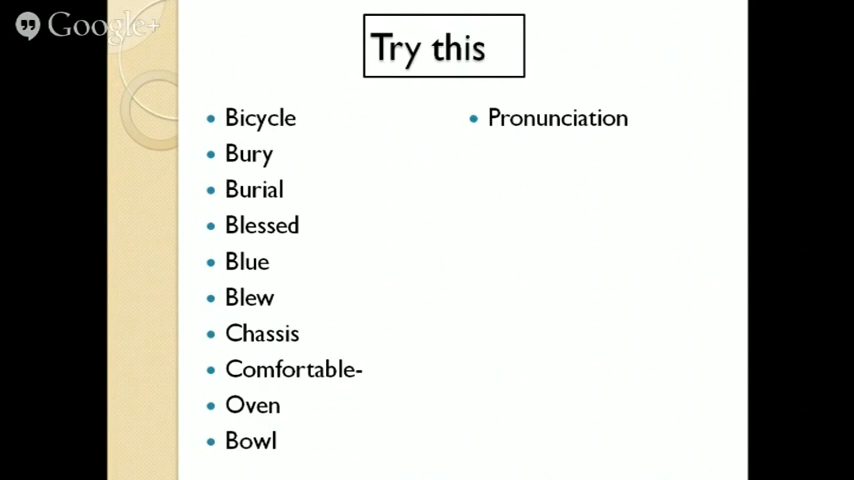 Google+
Try this
• Bicycle
• Bury
• Burial
• Blessed
• Blue
• Blew
• Chassis
• Comfortable-
• Oven
• Bowl
• Pronunciation